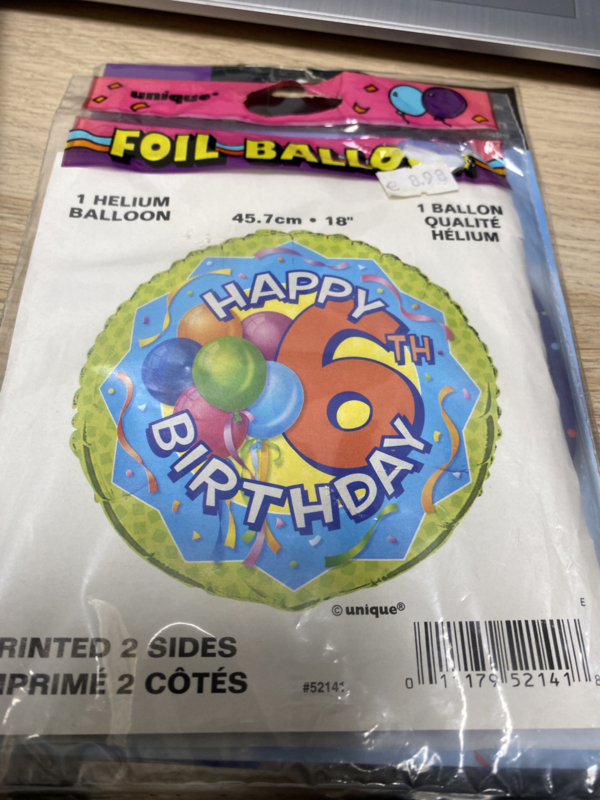 unique®
FOIL BALLOON
€ 8.98
1 HELIUM
BALLOON
45.7cm • 18"
1 BALLON
QUALITÉ
HÉLIUM
HAPPY
6TH
BIRTHDAY
© unique®
E
RINTED 2 SIDES
MPRIMÉ 2 CÔTÉS
#52141
0 11179 52141 8